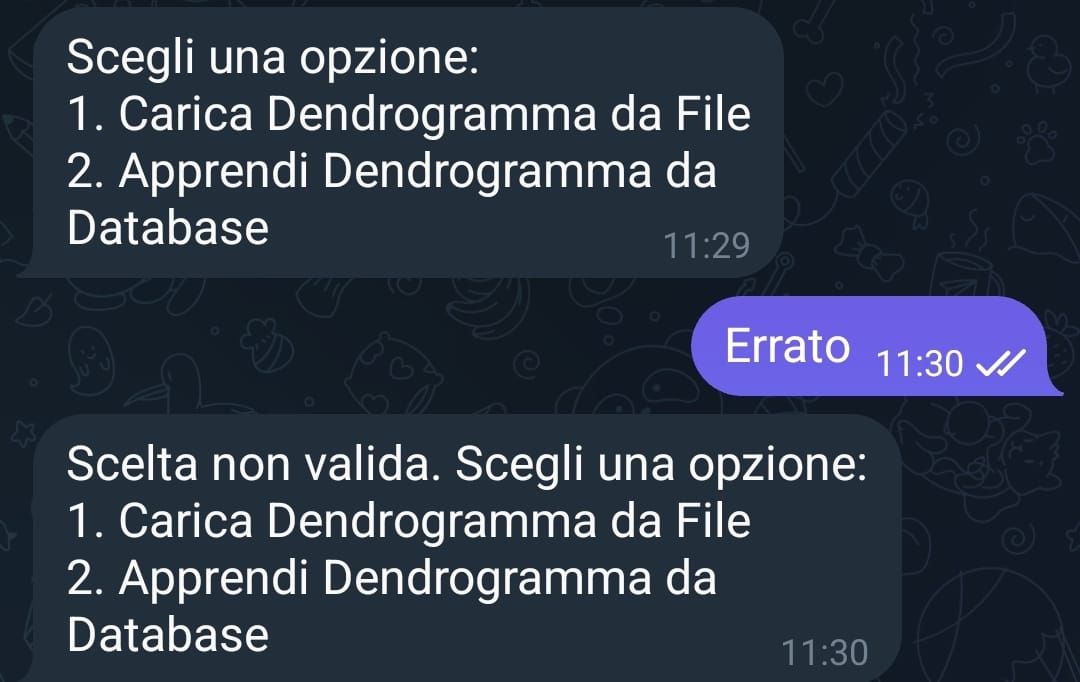 Scegli una opzione:
1. Carica Dendrogramma da File
2. Apprendi Dendrogramma da
Database
11:29
Errato
11:30
Scelta non valida. Scegli una opzione:
1. Carica Dendrogramma da File
2. Apprendi Dendrogramma da
Database
11:30